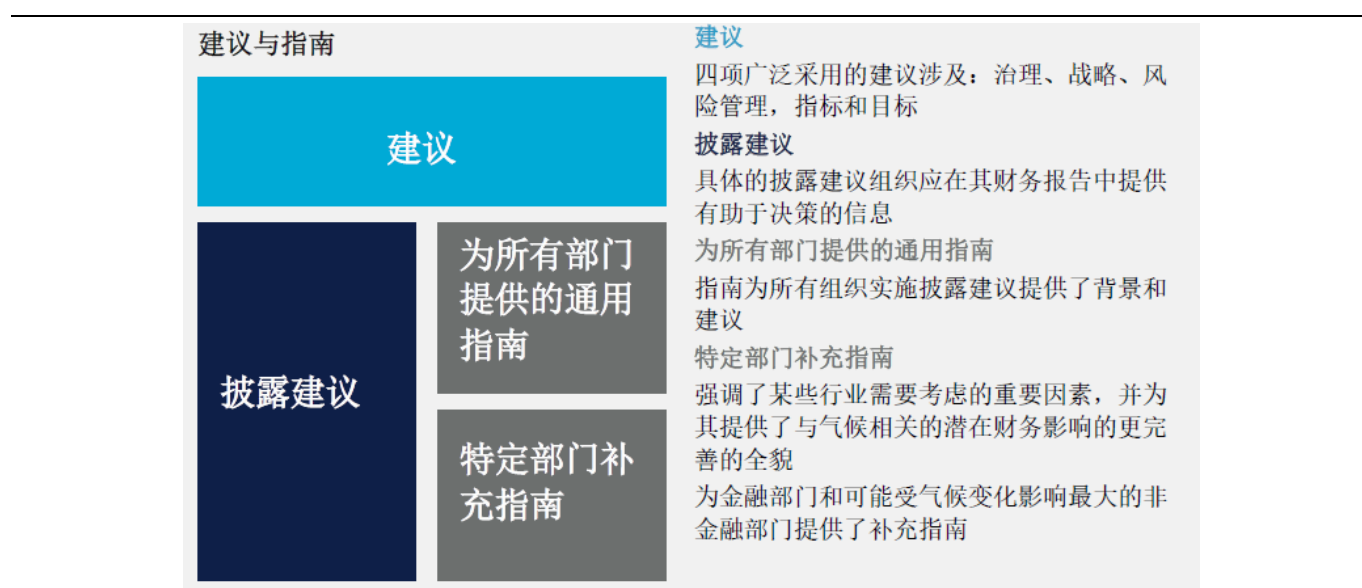 建议与指南
建议
披露建议
为所有部门
提供的通用
指南
特定部门补
充指南
建议
四项广泛采用的建议涉及：治理、战略、风
险管理，指标和目标
披露建议
具体的披露建议组织应在其财务报告中提供
有助于决策的信息
为所有部门提供的通用指南
指南为所有组织实施披露建议提供了背景和
建议
特定部门补充指南
强调了某些行业需要考虑的重要因素，并为
其提供了与气候相关的潜在财务影响的更完
善的全貌
为金融部门和可能受气候变化影响最大的非
金融部门提供了补充指南